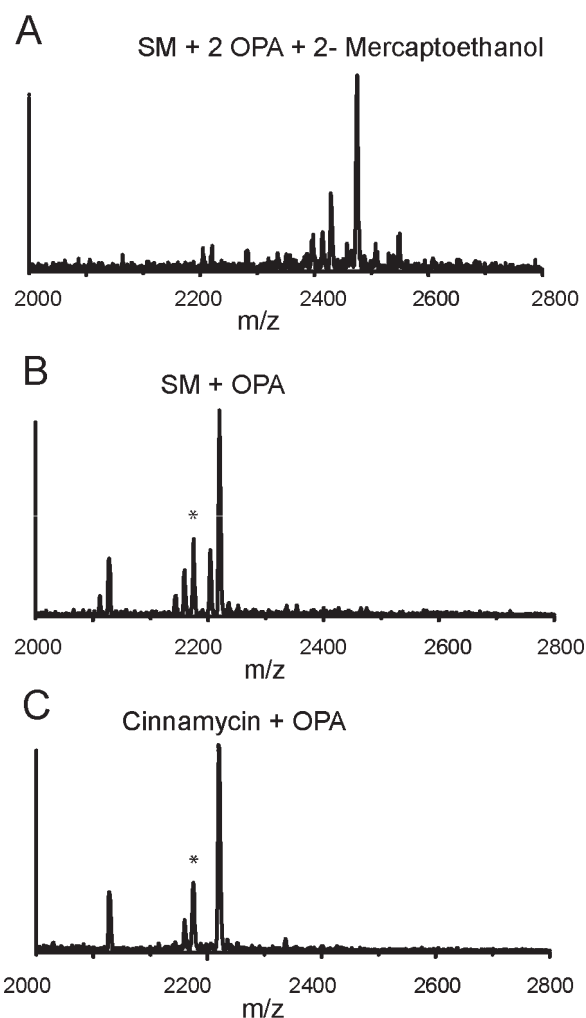 A
SM + 2 OPA + 2- Mercaptoethanol
2000 2200 2400 2600 2800
m/z
B
SM + OPA
*
2000 2200 2400 2600 2800
m/z
C
Cinnamycin + OPA
*
2000 2200 2400 2600 2800
m/z